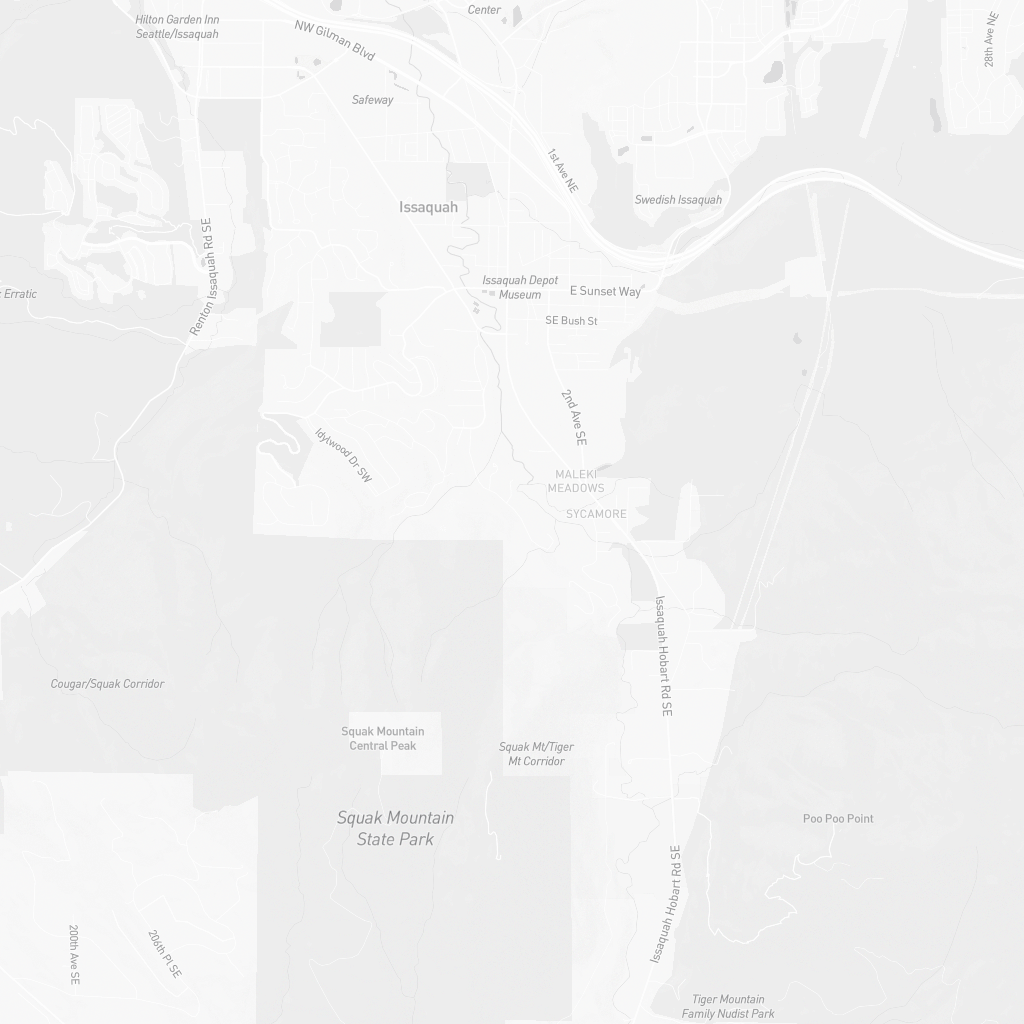 Center
Hilton Garden Inn
Seattle/Issaquah
NW Gilman Blvd
28th Ave NE
Safeway
1st Ave NE
Swedish Issaquah
Issaquah
Renton Issaquah Rd SE
Erratic
Issaquah Depot
Museum
E Sunset Way
SE Bush St
2nd Ave SE
Idylwood Dr SW
MALEKI
MEADOWS
SYCAMORE
Issaquah Hobart Rd SE
Cougar/Squak Corridor
Squak Mountain
Central Peak
Squak Mt/Tiger
Mt Corridor
Squak Mountain
State Park
Poo Poo Point
Issaquah Hobart Rd SE
200th Ave SE
206th Pl SE
Tiger Mountain
Family Nudist Park